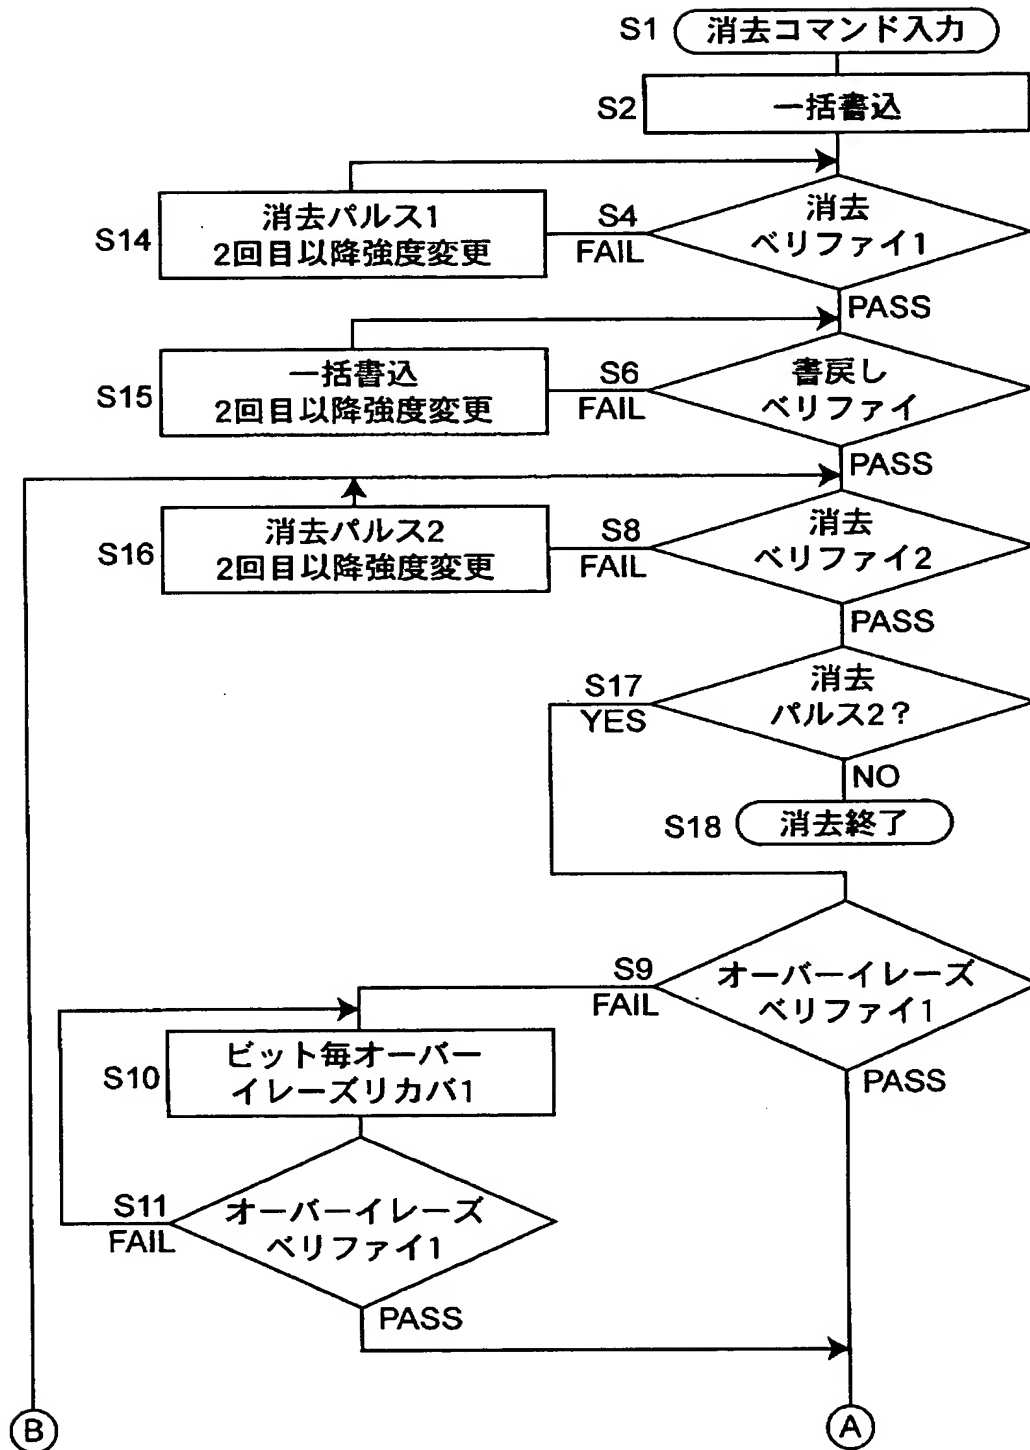 S1
消去コマンド入力
S2
一括書込
S14
消去パルス1
2回目以降強度変更
S4
FAIL
消去
ベリファイ1
PASS
S15
一括書込
2回目以降強度変更
S6
FAIL
書戻し
ベリファイ
PASS
S16
消去パルス2
2回目以降強度変更
S8
FAIL
消去
ベリファイ2
PASS
S17
YES
消去
パルス2？
NO
S18
消去終了
S9
FAIL
オーバーイレーズ
ベリファイ1
PASS
S10
ビット毎オーバー
イレーズリカバ1
S11
FAIL
オーバーイレーズ
ベリファイ1
PASS
B
A